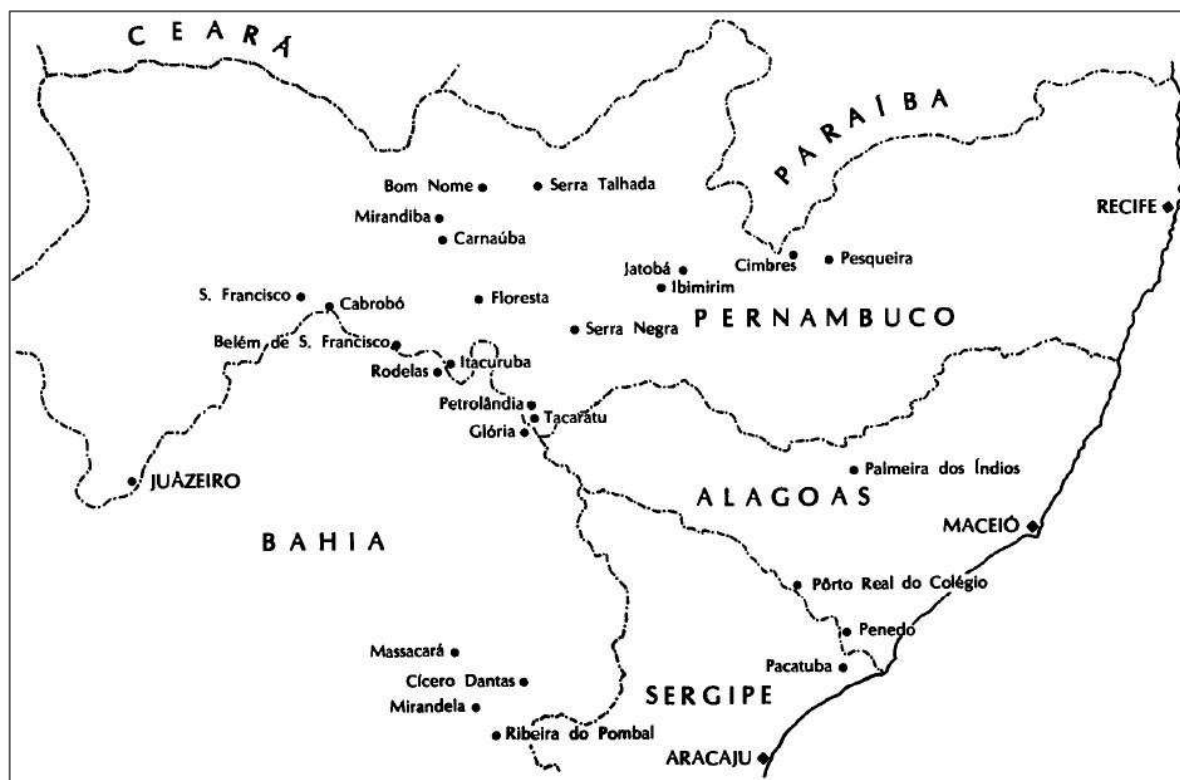 CEARÁ
PARAÍBA
Bom Nome
Serra Talhada
Mirandiba
Carnaúba
RECIFE
Jatobá
Cimbres
Pesqueira
Ibimirim
S. Francisco
Cabrobó
Floresta
PERNAMBUCO
Serra Negra
Belém de S. Francisco
Itacuruba
Rodelas
Petrolândia
Tacaratu
Glória
Palmeira dos Índios
JUÀZEIRO
ALAGOAS
MACEIÓ
BAHIA
Pôrto Real do Colégio
Penedo
Massacará
Pacatuba
Cícero Dantas
SERGIPE
Mirandela
Ribeira do Pombal
ARACAJU